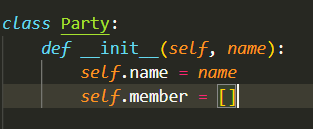 class Party:
    def __init__(self, name):
        self.name = name
        self.member = []